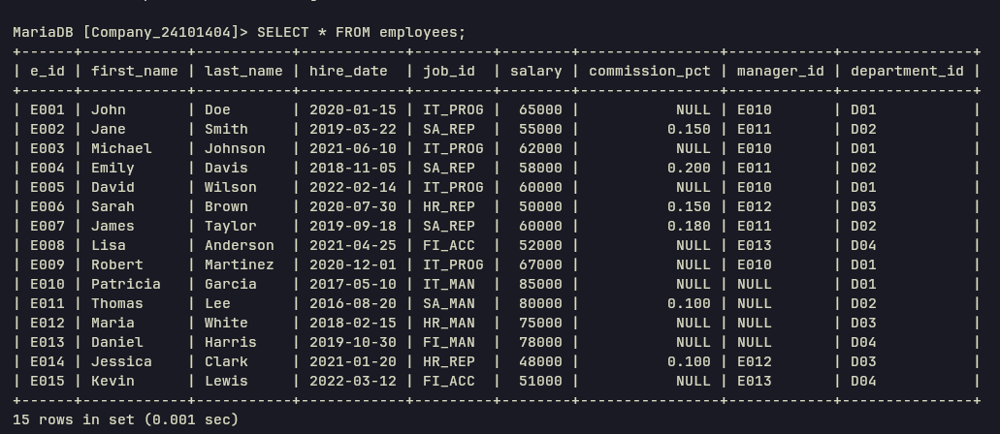 MariaDB [Company_24101404]> SELECT * FROM employees;
+-------+------------+-----------+------------+---------+--------+----------------+------------+---------------+
| e_id | first_name | last_name | hire_date  | job_id  | salary | commission_pct | manager_id | department_id |
+-------+------------+-----------+------------+---------+--------+----------------+------------+---------------+
| E001 | John       | Doe       | 2020-01-15 | IT_PROG |  65000 |           NULL | E010       | D01           |
| E002 | Jane       | Smith     | 2019-03-22 | SA_REP  |  55000 |          0.150 | E011       | D02           |
| E003 | Michael    | Johnson   | 2021-06-10 | IT_PROG |  62000 |           NULL | E010       | D01           |
| E004 | Emily      | Davis     | 2018-11-05 | SA_REP  |  58000 |          0.200 | E011       | D02           |
| E005 | David      | Wilson    | 2022-02-14 | IT_PROG |  60000 |           NULL | E010       | D01           |
| E006 | Sarah      | Brown     | 2020-07-30 | HR_REP  |  50000 |          0.150 | E012       | D03           |
| E007 | James      | Taylor    | 2019-09-18 | SA_REP  |  60000 |          0.180 | E011       | D02           |
| E008 | Lisa       | Anderson  | 2021-04-25 | FI_ACC  |  52000 |           NULL | E013       | D04           |
| E009 | Robert     | Martinez  | 2020-12-01 | IT_PROG |  67000 |           NULL | E010       | D01           |
| E010 | Patricia   | Garcia    | 2017-05-10 | IT_MAN  |  85000 |           NULL | NULL       | D01           |
| E011 | Thomas     | Lee       | 2016-08-20 | SA_MAN  |  80000 |          0.100 | NULL       | D02           |
| E012 | Maria      | White     | 2018-02-15 | HR_MAN  |  75000 |           NULL | NULL       | D03           |
| E013 | Daniel     | Harris    | 2019-10-30 | FI_MAN  |  78000 |           NULL | NULL       | D04           |
| E014 | Jessica    | Clark     | 2021-01-20 | HR_REP  |  48000 |          0.100 | E012       | D03           |
| E015 | Kevin      | Lewis     | 2022-03-12 | FI_ACC  |  51000 |           NULL | E013       | D04           |
+-------+------------+-----------+------------+---------+--------+----------------+------------+---------------+
15 rows in set (0.001 sec)